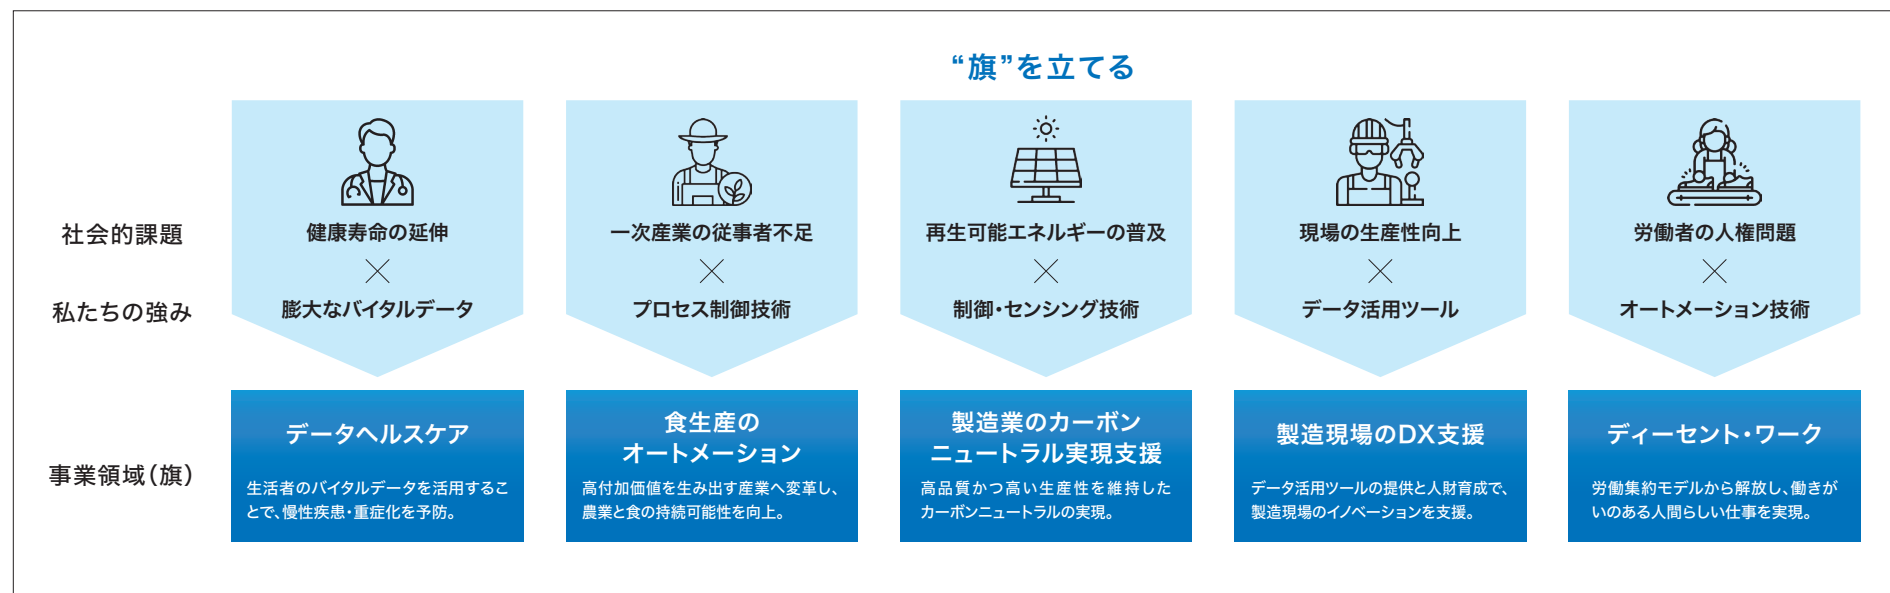 “旗”を立てる
社会的課題
健康寿命の延伸
一次産業の従事者不足
再生可能エネルギーの普及
現場の生産性向上
労働者の人権問題
×
×
×
×
×
私たちの強み
膨大なバイタルデータ
プロセス制御技術
制御・センシング技術
データ活用ツール
オートメーション技術
事業領域（旗）
データヘルスケア
生活者のバイタルデータを活用するこ
とで、慢性疾患・重症化を予防。
食生産の
オートメーション
高付加価値を生み出す産業へ変革し、
農業と食の持続可能性を向上。
製造業のカーボン
ニュートラル実現支援
高品質かつ高い生産性を維持した
カーボンニュートラルの実現。
製造現場のDX支援
データ活用ツールの提供と人財育成で、
製造現場のイノベーションを支援。
ディーセント・ワーク
労働集約モデルから解放し、働きが
いのある人間らしい仕事を実現。